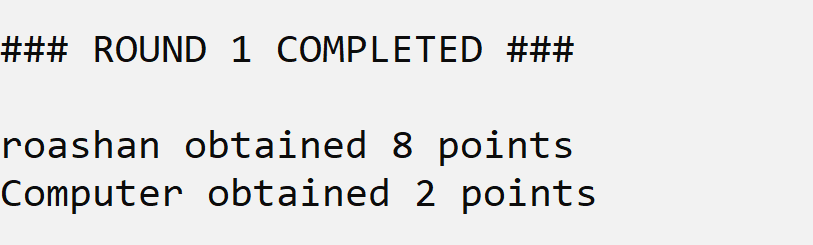 ### ROUND 1 COMPLETED ###
roashan obtained 8 points
Computer obtained 2 points